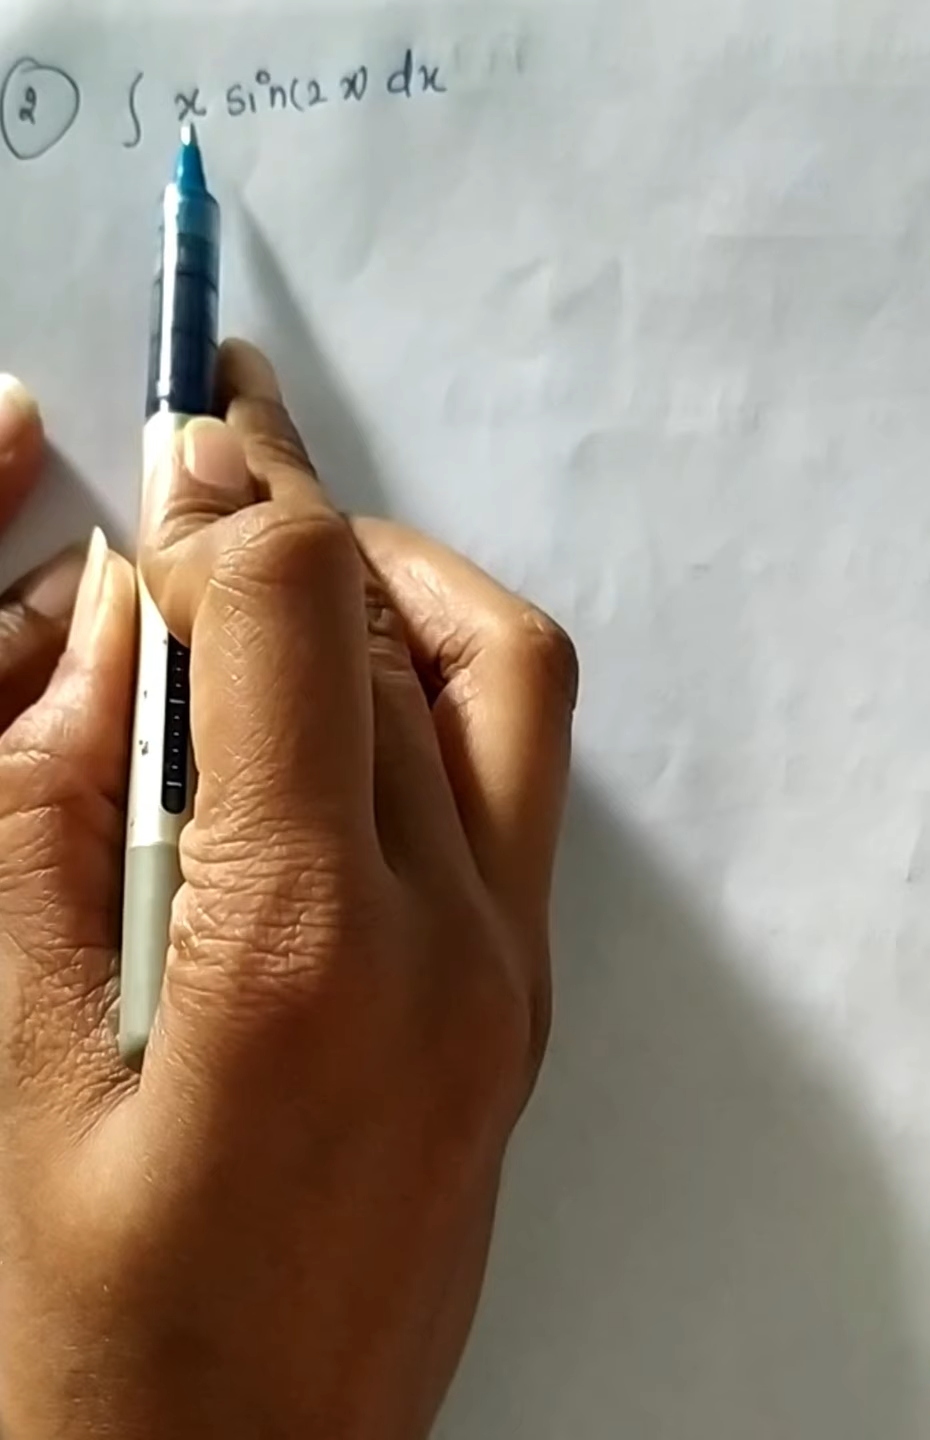 ② ∫ x sin(2x) dx